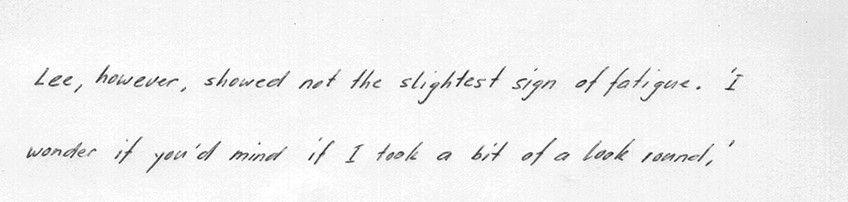 Lee, however, showed not the slightest sign of fatigue. 'I
wonder if you'd mind if I took a bit of a look round,'